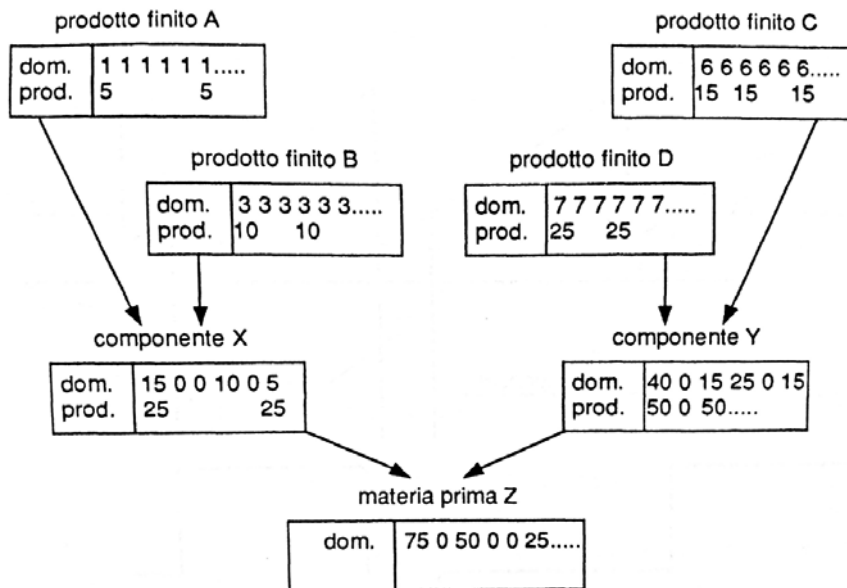 prodotto finito A
dom. 1 1 1 1 1 1.....
prod. 5 5
prodotto finito C
dom. 6 6 6 6 6 6.....
prod. 15 15 15
prodotto finito B
dom. 3 3 3 3 3 3.....
prod. 10 10
prodotto finito D
dom. 7 7 7 7 7 7.....
prod. 25 25
componente X
dom. 15 0 0 10 0 5
prod. 25 25
componente Y
dom. 40 0 15 25 0 15
prod. 50 0 50.....
materia prima Z
dom. 75 0 50 0 0 25.....